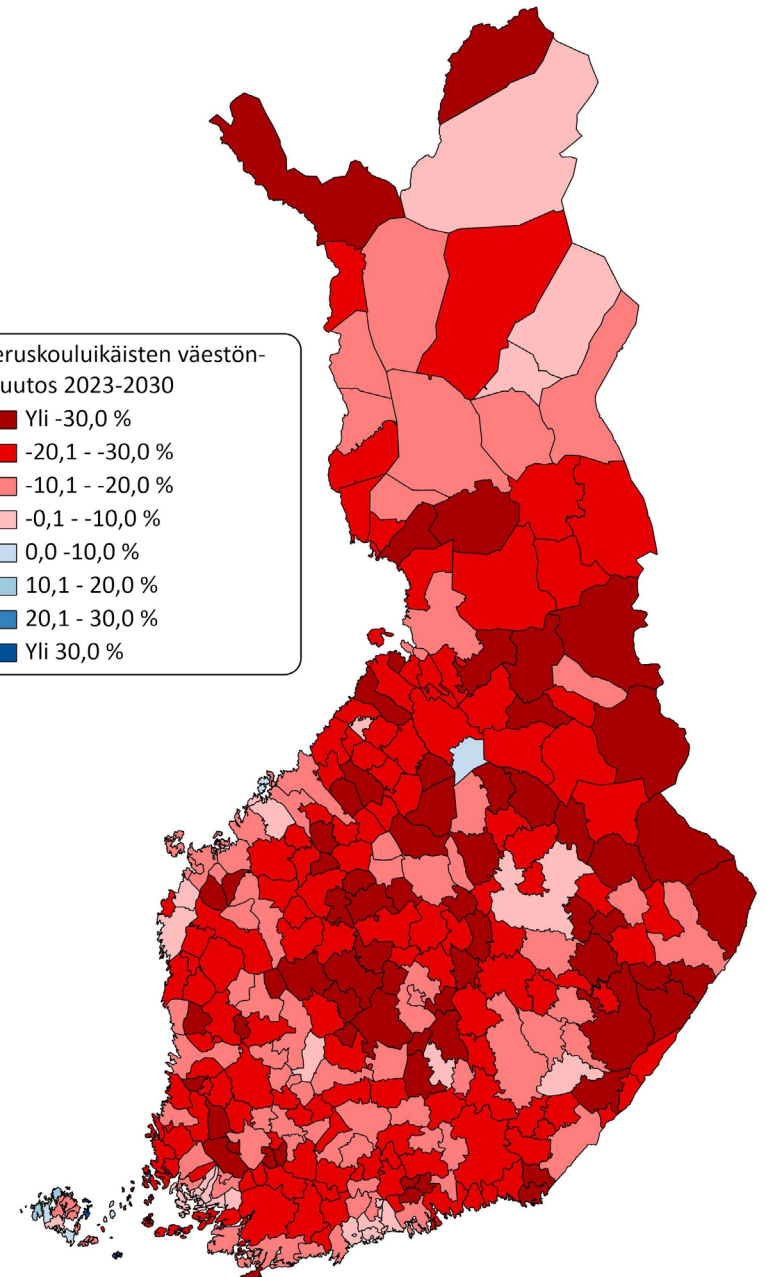 eruskouluikäisten väestön-
uutos 2023-2030
Yli -30,0 %
-20,1 - -30,0 %
-10,1 - -20,0 %
-0,1 - -10,0 %
0,0 -10,0 %
10,1 - 20,0 %
20,1 - 30,0 %
Yli 30,0 %